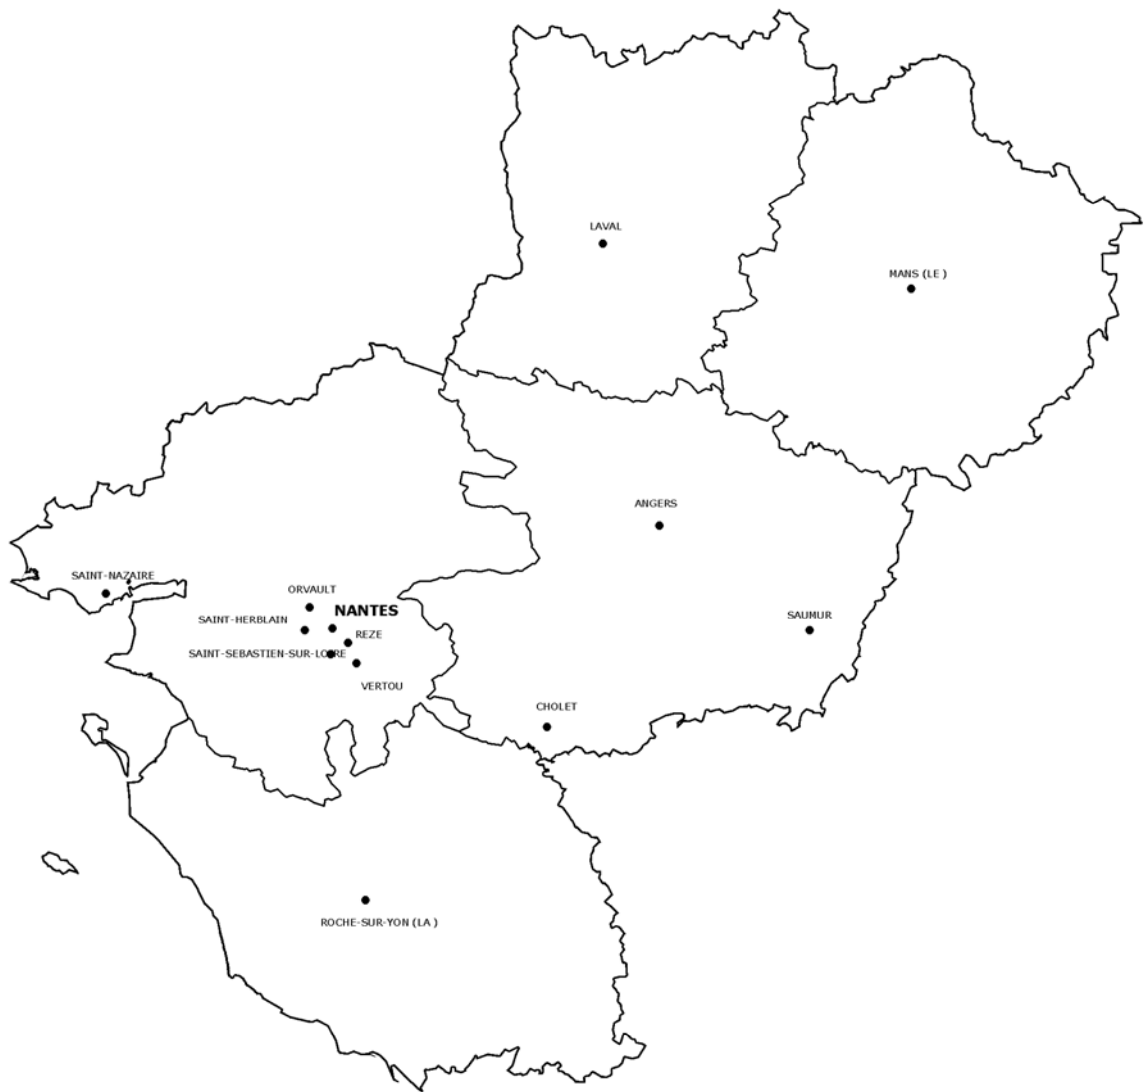 LAVAL
MANS (LE )
ANGERS
SAINT-NAZAIRE
ORVAULT
NANTES
SAINT-HERBLAIN
SAUMUR
REZE
SAINT-SEBASTIEN-SUR-LOIRE
VERTOU
CHOLET
ROCHE-SUR-YON (LA )